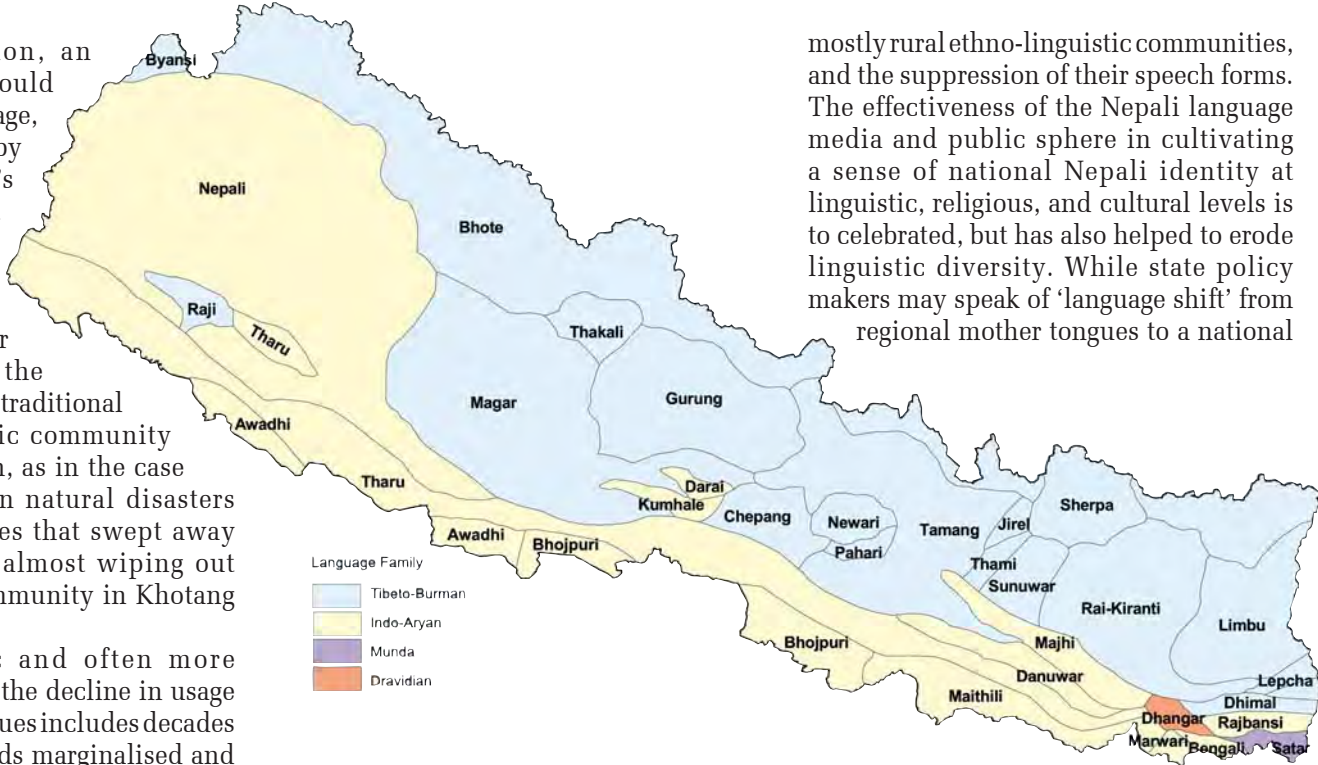 on, an
ould
age,
by
's
r
the
traditional
ic community
n, as in the case
n natural disasters
es that swept away
almost wiping out
mmunity in Khotang
and often more
the decline in usage
ues includes decades
ds marginalised and
Byansi
Nepali
Bhote
Raji
Tharu
Thakali
Magar
Gurung
Awadhi
Tharu
Darai
Kumhale
Chepang
Newari
Pahari
Tamang
Jirel
Sherpa
Thami
Sunuwar
Rai-Kiranti
Limbu
Awadhi
Bhojpuri
Bhojpuri
Majhi
Danuwar
Maithili
Lepcha
Dhimal
Dhangar
Rajbansi
Marwari
Bengali
Satar
Language Family
Tibeto-Burman
Indo-Aryan
Munda
Dravidian
mostly rural ethno-linguistic communities,
and the suppression of their speech forms.
The effectiveness of the Nepali language
media and public sphere in cultivating
a sense of national Nepali identity at
linguistic, religious, and cultural levels is
to celebrated, but has also helped to erode
linguistic diversity. While state policy
makers may speak of ‘language shift’ from
regional mother tongues to a national